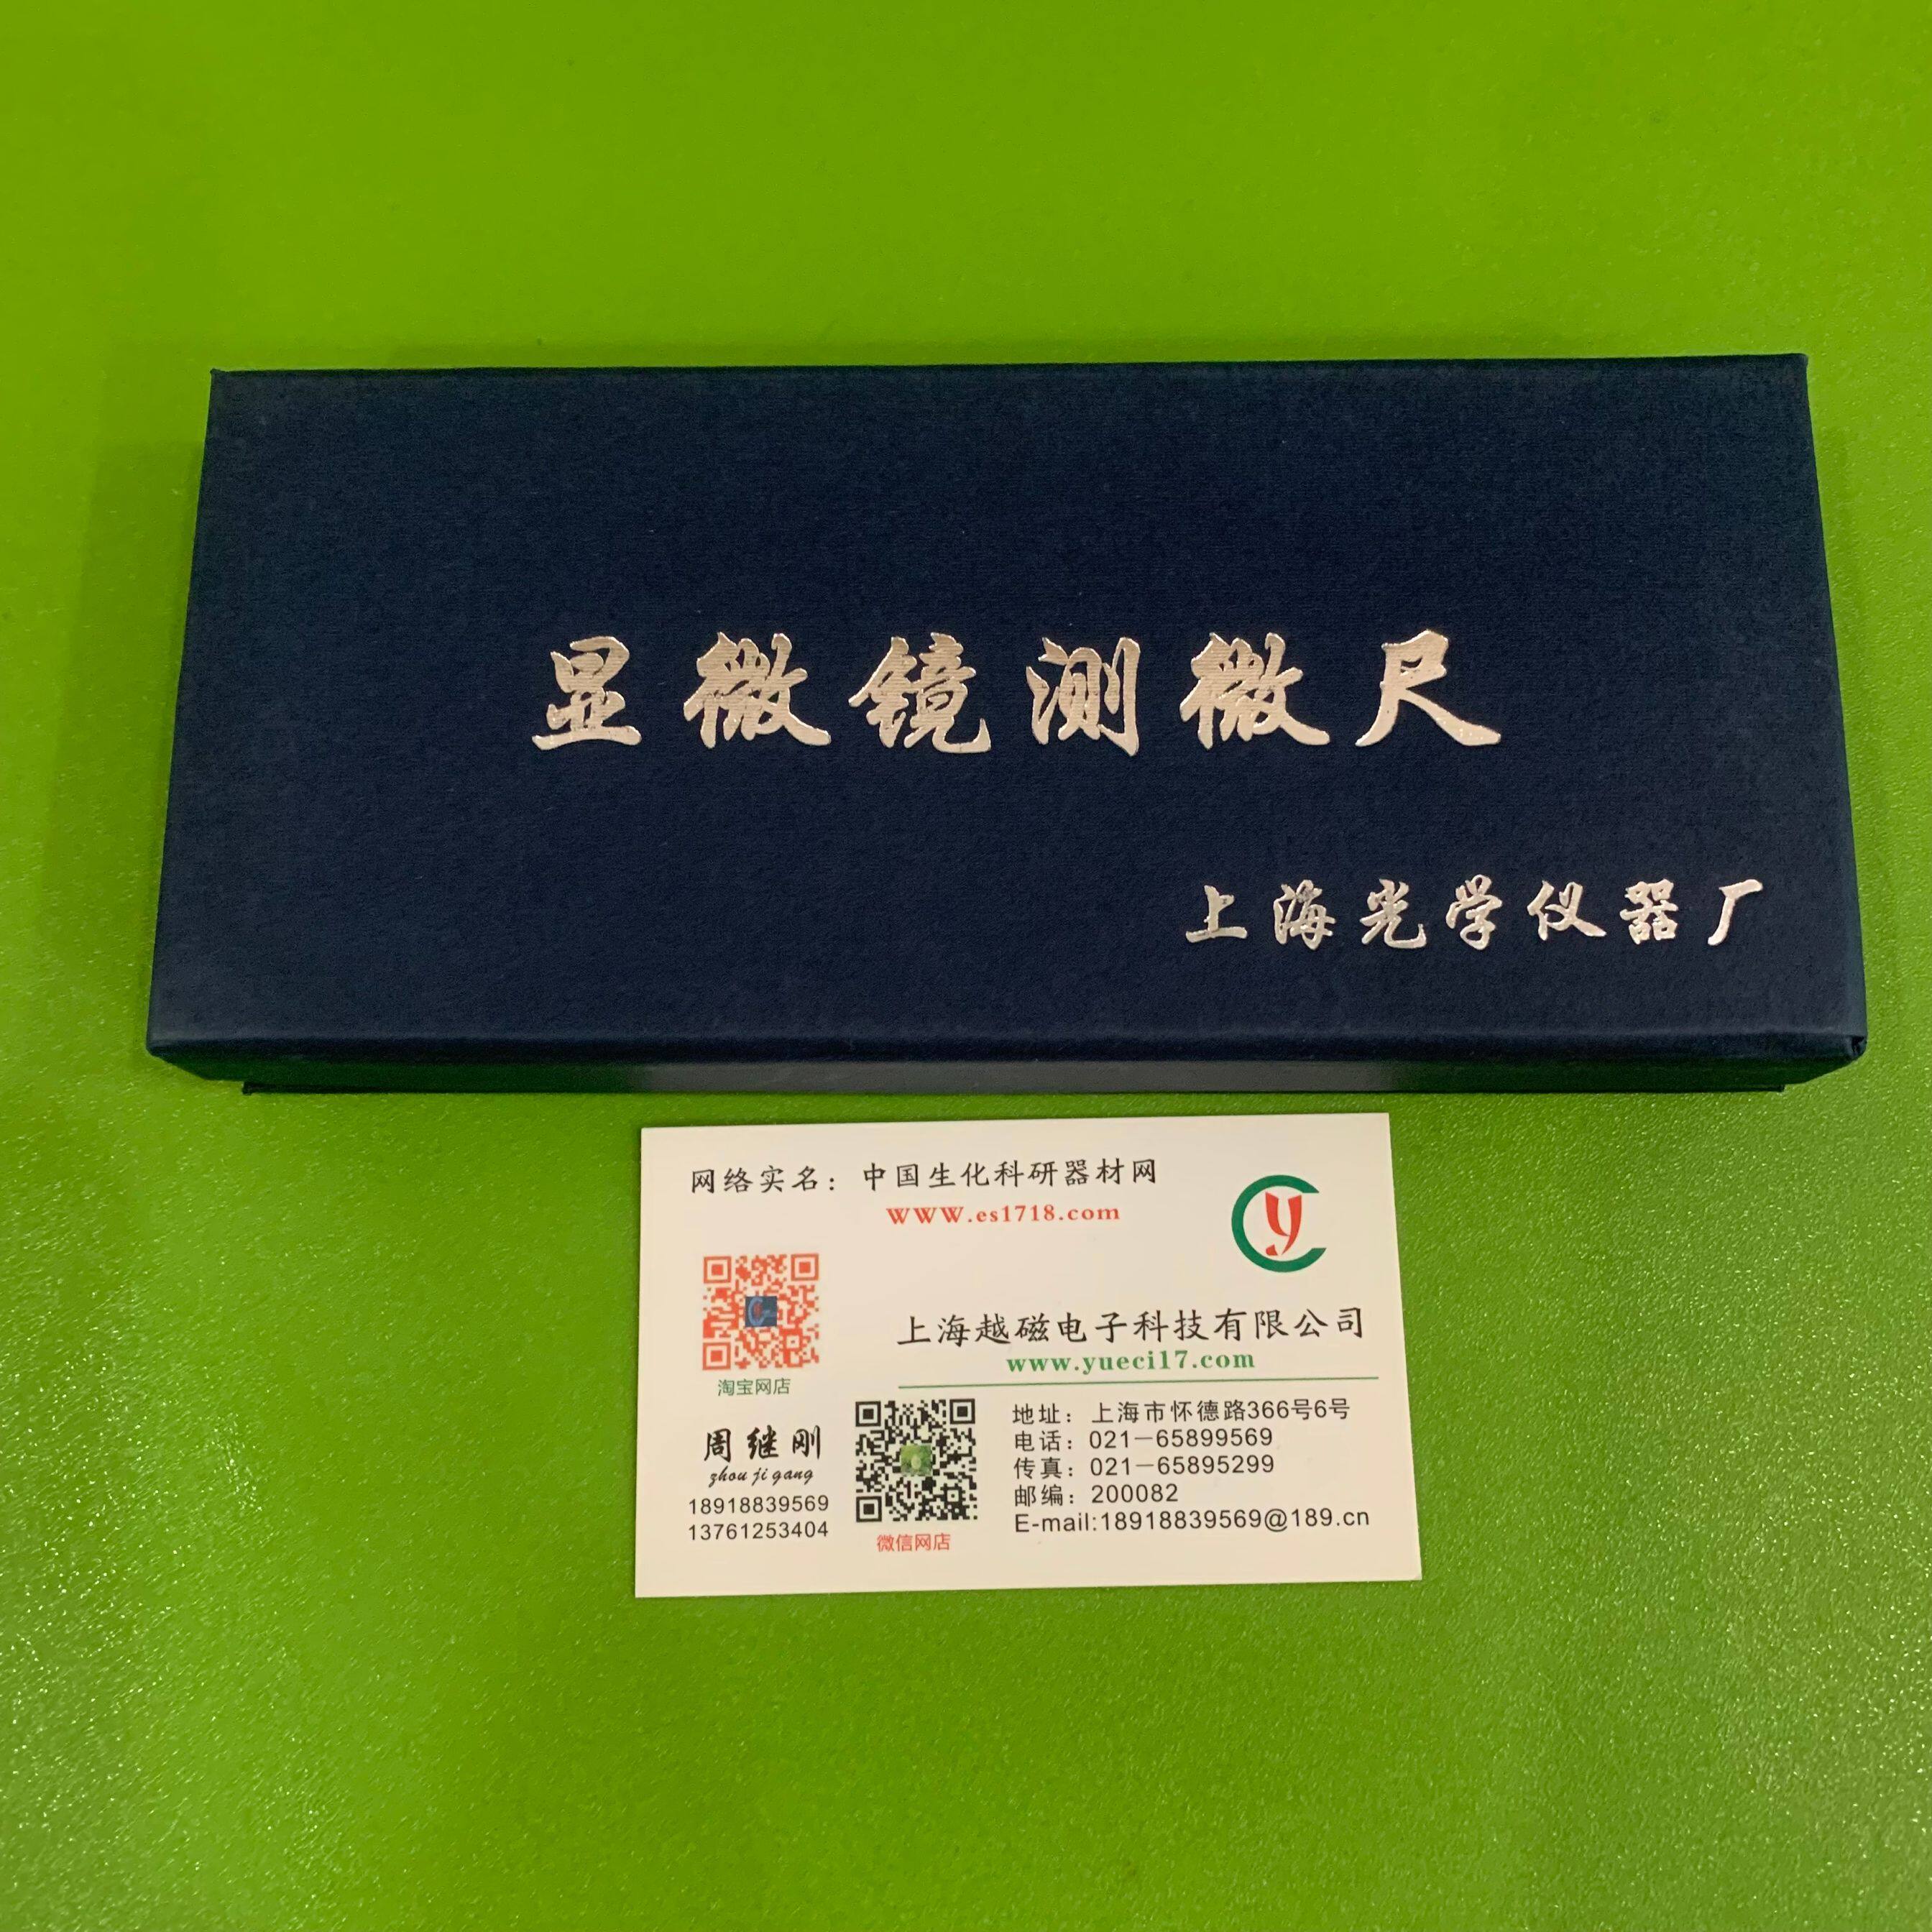 显微镜测微尺
上海光学仪器厂
网络实名：中国生化科研器材网
WWW.es1718.com
Cy
上海越磁电子科技有限公司
www.yueci17.com
淘宝网店
周继刚
zhou ji gang
18918839569
13761253404
微信网店
地址：上海市怀德路366号6号
电话：021－65899569
传真：021－65895299
邮编：200082
E-mail:18918839569@189.cn